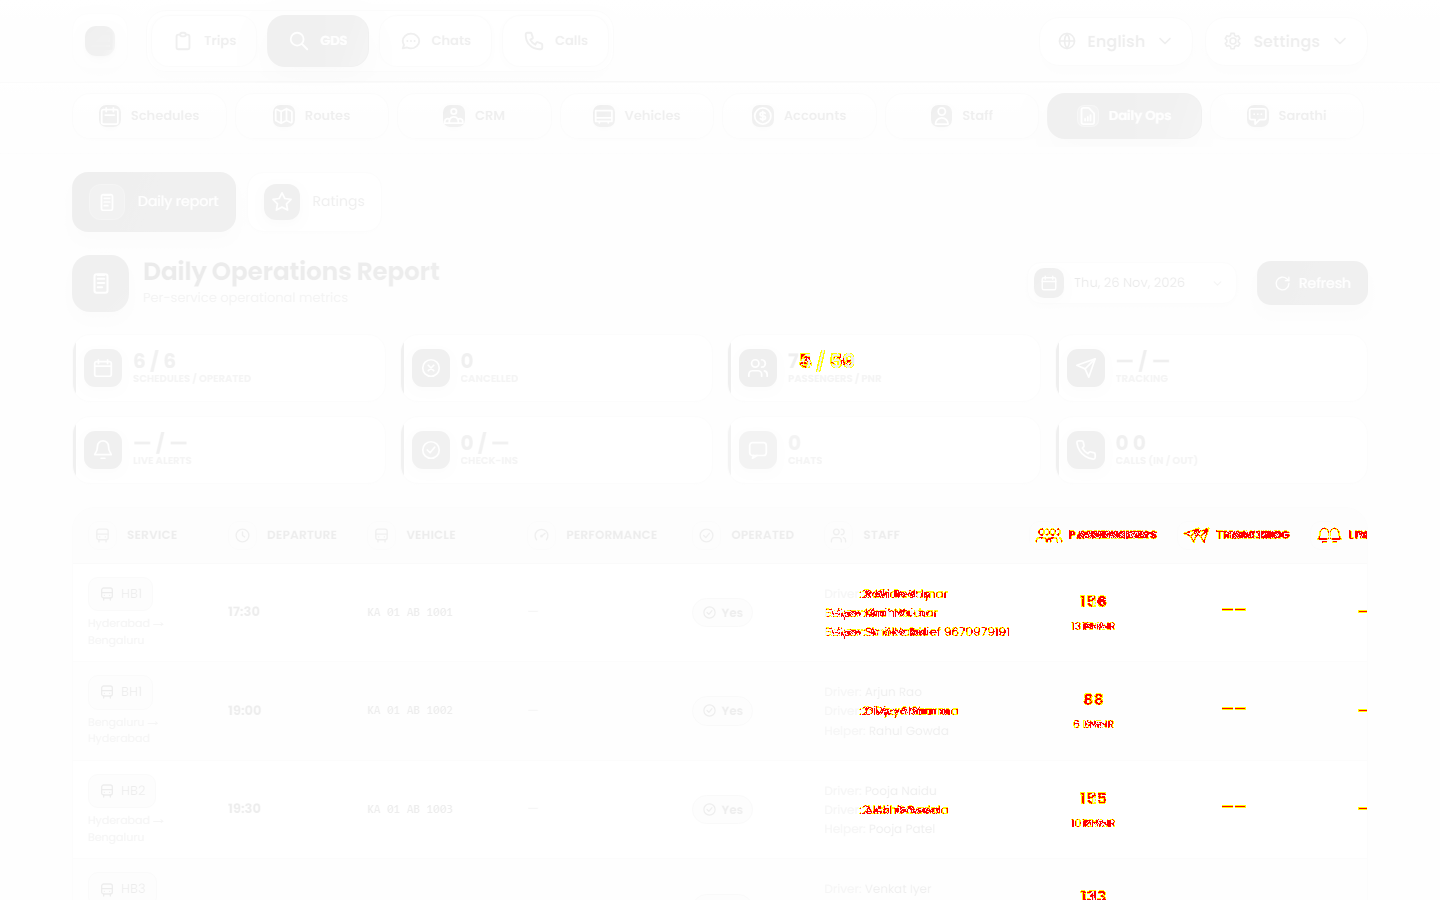 Trips GDS Chats Calls English Settings
Schedules Routes CRM Vehicles Accounts Staff Daily Ops Sarathi
Daily report Ratings
Daily Operations Report
Per-service operational metrics
Thu, 26 Nov, 2026 Refresh
6 / 6
SCHEDULES / OPERATED
0
CANCELLED
PASSENGERS / PNR
— / —
TRACKING
— / —
LIVE ALERTS
0 / —
CHECK-INS
0
CHATS
0 0
CALLS (IN / OUT)
SERVICE DEPARTURE VEHICLE PERFORMANCE OPERATED STAFF
HB1
Hyderabad →
Bengaluru
17:30 KA 01 AB 1001 — Yes
Driver
9670979191
BH1
Bengaluru →
Hyderabad
19:00 KA 01 AB 1002 — Yes
Driver: Arjun Rao
Driver
Helper: Rahul Gowda
HB2
Hyderabad →
Bengaluru
19:30 KA 01 AB 1003 — Yes
Driver: Pooja Naidu
Driver
Helper: Pooja Patel
HB3
Driver: Venkat Iyer